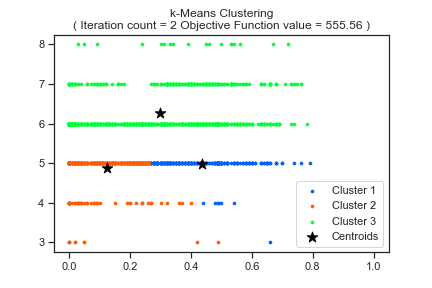 k-Means Clustering
( Iteration count = 2 Objective Function value = 555.56 )
8
7
6
5
4
3
Cluster 1
Cluster 2
Cluster 3
Centroids
0.0 0.2 0.4 0.6 0.8 1.0